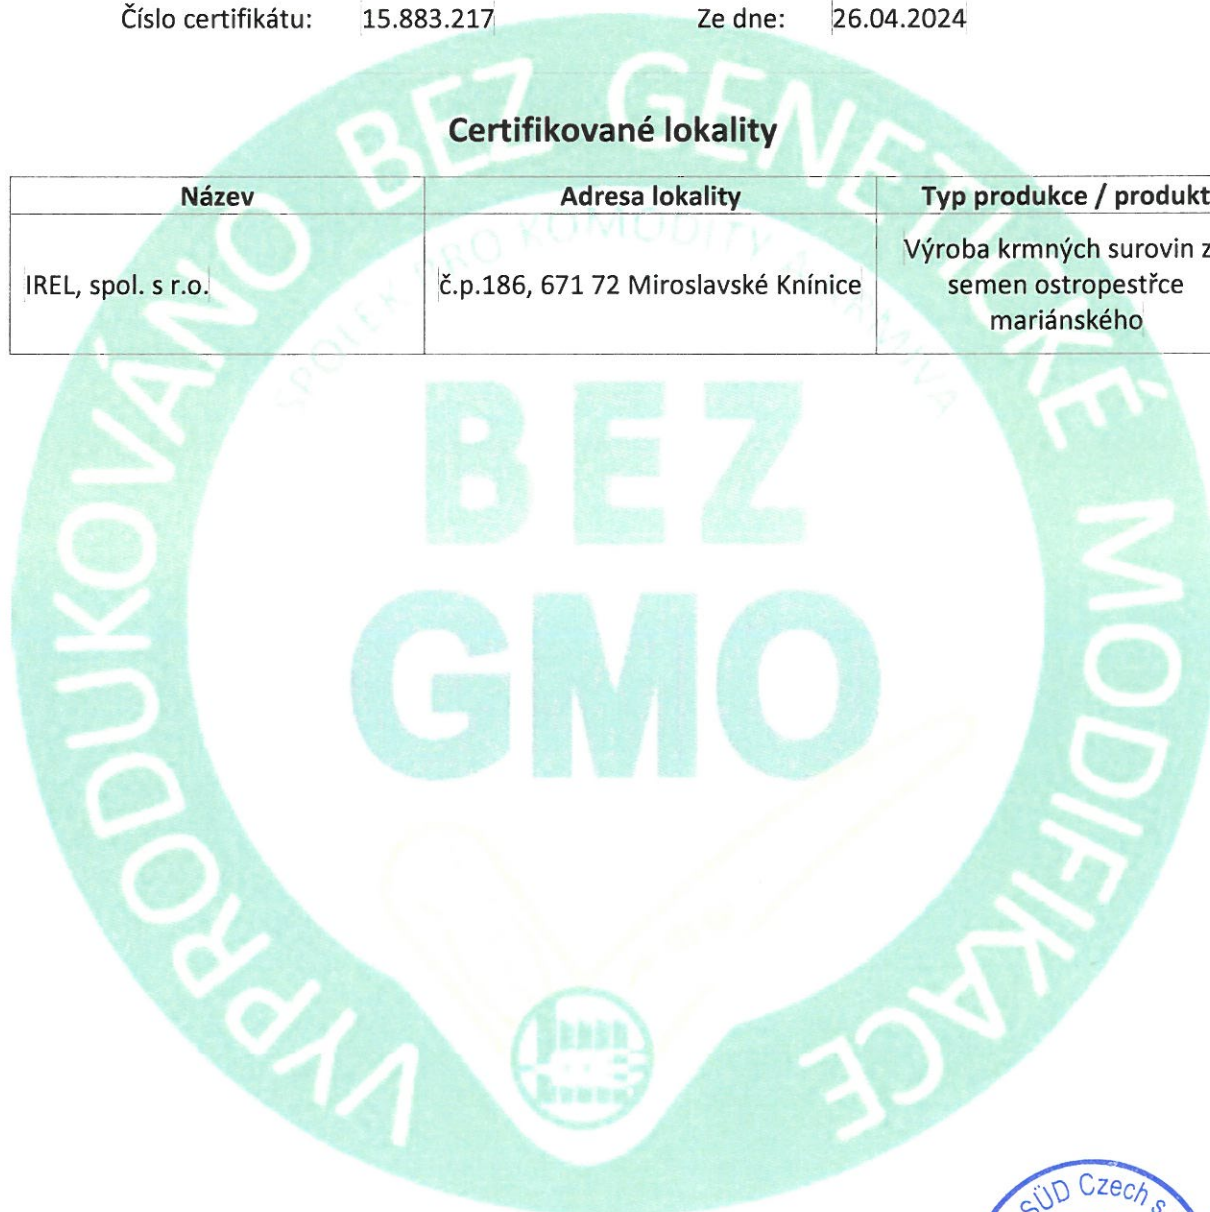 Číslo certifikátu: 15.883.217 Ze dne: 26.04.2024
Certifikované lokality
Název Adresa lokality Typ produkce / produkt
IREL, spol. s r.o. č.p.186, 671 72 Miroslavské Knínice Výroba krmných surovin z
semen ostropestřce
mariánského
VYPRODUKOVÁNO BEZ GENETICKÉ MODIFIKACE
SPOLEK PRO KOMODITY A KRMIVA
BEZ
GMO
SÜD Czech s